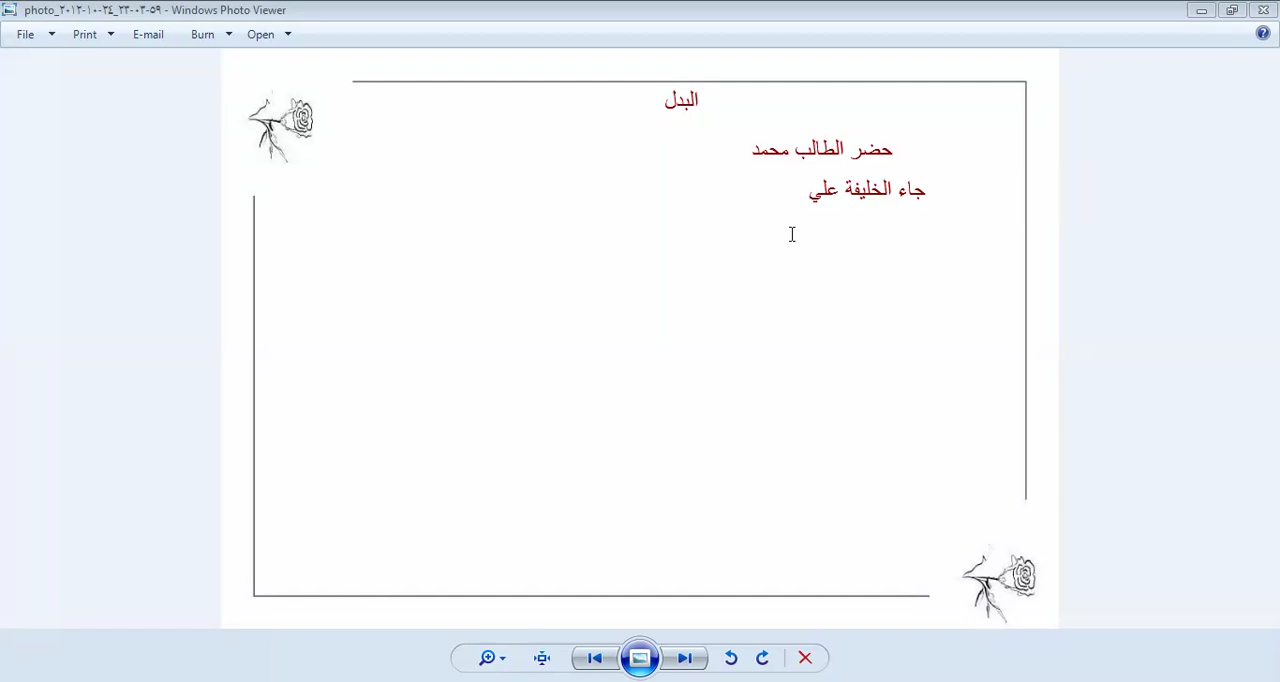 photo_٢٠١٢-١٠-٢٤_٢٣-٠٣-٥٩ - Windows Photo Viewer
File Print E-mail Burn Open
البدل
حضر الطالب محمد
جاء الخليفة علي